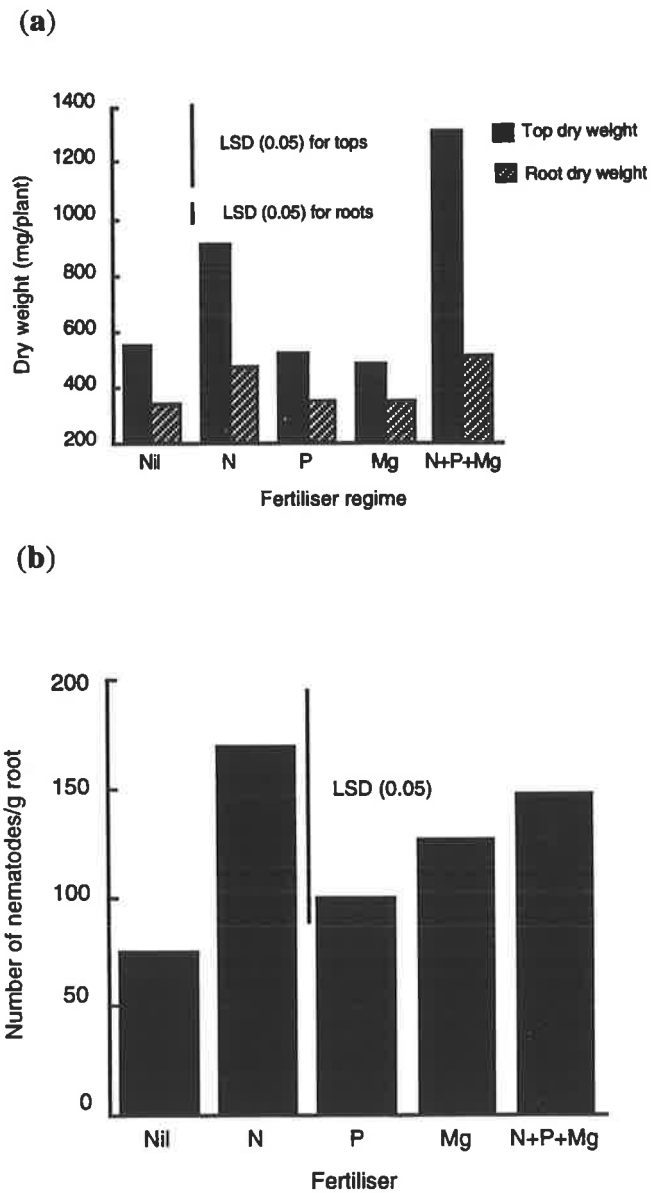 (a)
1400
1200
1000
800
600
400
200
Dry weight (mg/plant)
LSD (0.05) for tops
LSD (0.05) for roots
Top dry weight
Root dry weight
Nil N P Mg N+P+Mg
Fertiliser regime
(b)
200
150
100
50
0
Number of nematodes/g root
LSD (0.05)
Nil N P Mg N+P+Mg
Fertiliser